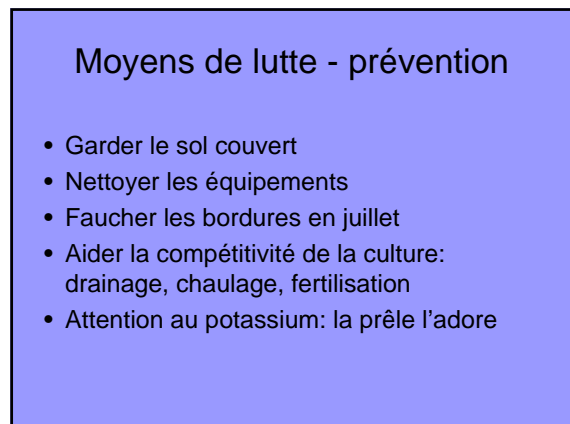 Moyens de lutte - prévention
• Garder le sol couvert
• Nettoyer les équipements
• Faucher les bordures en juillet
• Aider la compétitivité de la culture:
drainage, chaulage, fertilisation
• Attention au potassium: la prêle l’adore